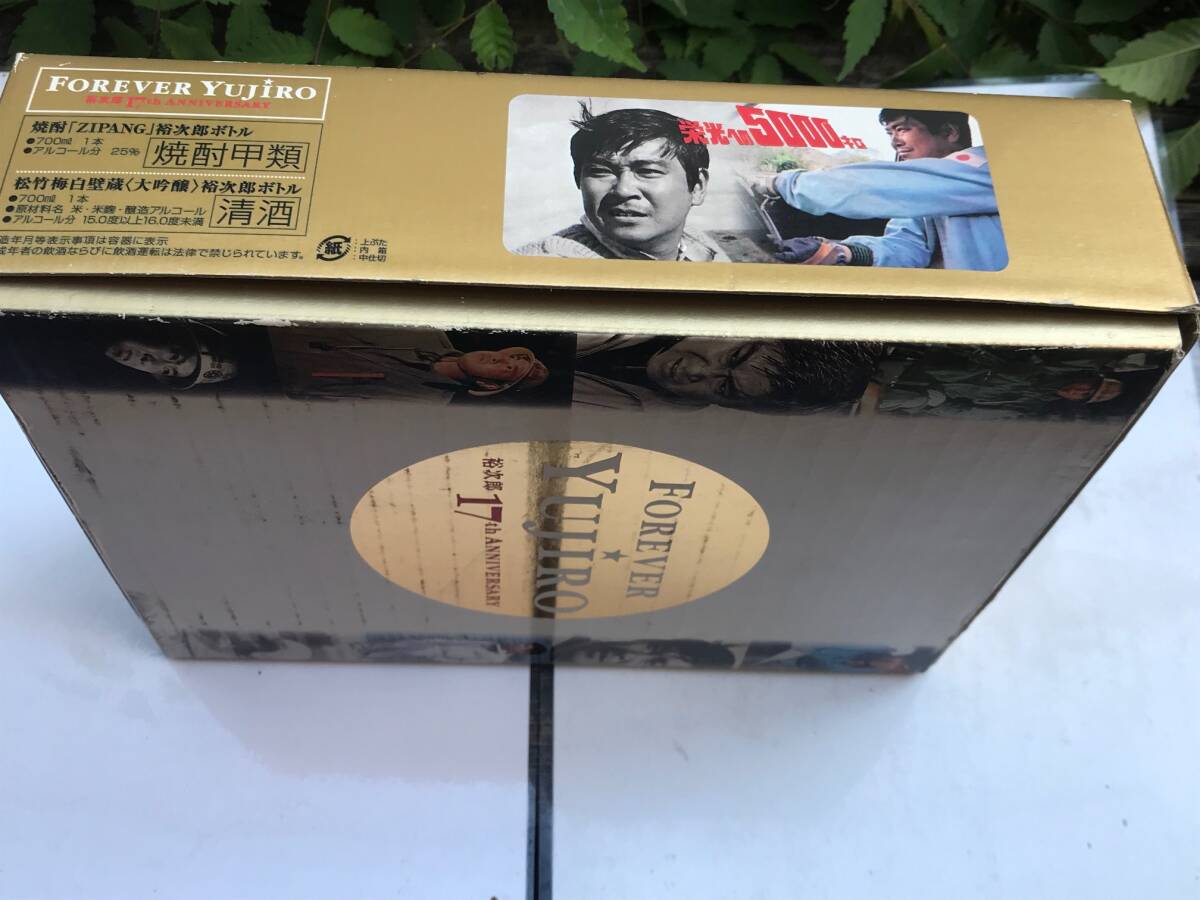 FOREVER YUJIRO
裕次郎 17th ANNIVERSARY
焼酎「ZIPANG」裕次郎ボトル
●700㎖ 1本
●アルコール分 25%
焼酎甲類
松竹梅白壁蔵〈大吟醸〉裕次郎ボトル
●700㎖ 1本
●原材料名 米・米麹・醸造アルコール
●アルコール分 15.0度以上16.0度未満
清酒
造年月等表示事項は容器に表示
成年者の飲酒ならびに飲酒運転は法律で禁じられています。
紙
上ぶた
内箱
中仕切
栄光への5000キロ
FOREVER
YUJIRO
裕次郎 17th ANNIVERSARY